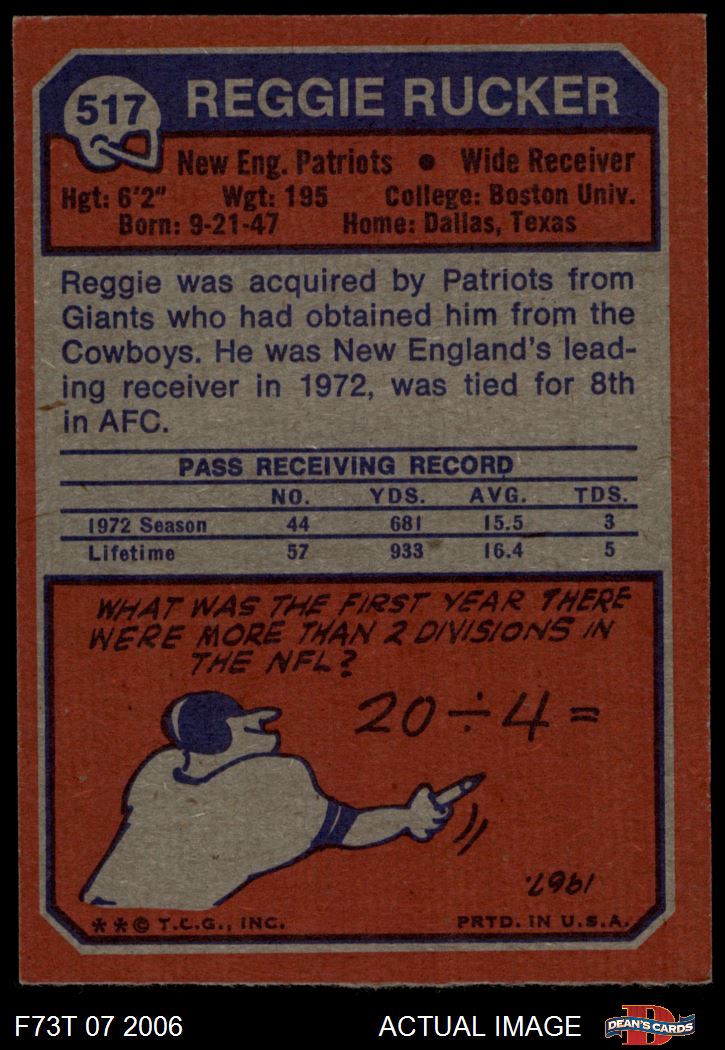 517
REGGIE RUCKER
New Eng. Patriots • Wide Receiver
Hgt: 6'2" Wgt: 195 College: Boston Univ.
Born: 9-21-47 Home: Dallas, Texas
Reggie was acquired by Patriots from
Giants who had obtained him from the
Cowboys. He was New England's lead-
ing receiver in 1972, was tied for 8th
in AFC.
PASS RECEIVING RECORD
NO. YDS. AVG. TDS.
1972 Season 44 681 15.5 3
Lifetime 57 933 16.4 5
WHAT WAS THE FIRST YEAR THERE
WERE MORE THAN 2 DIVISIONS IN
THE NFL?
20 ÷ 4 =
1967.
** © T.C.G., INC. PRTD. IN U.S.A.
F73T 07 2006 ACTUAL IMAGE
D
DEAN'S CARDS